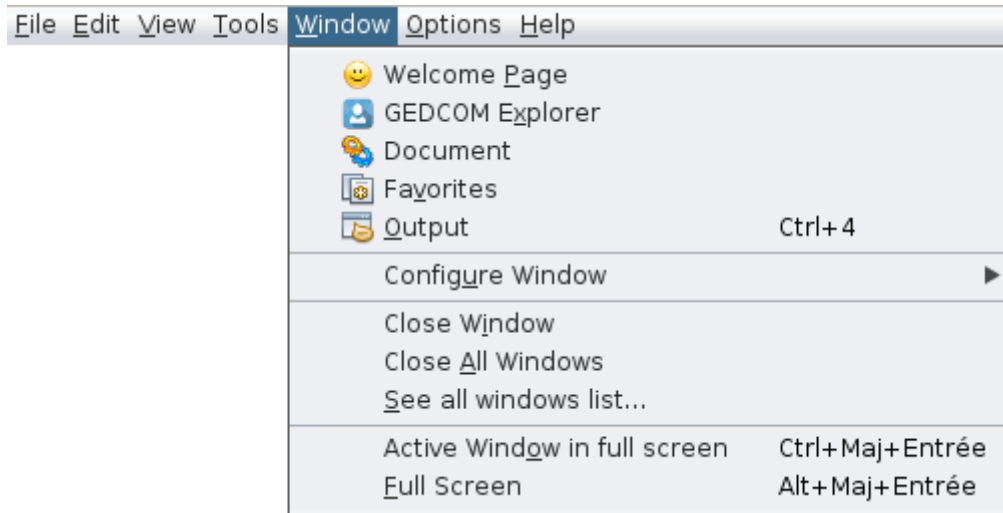 File Edit View Tools Window Options Help
Welcome Page
GEDCOM Explorer
Document
Favorites
Output Ctrl+4
Configure Window
Close Window
Close All Windows
See all windows list...
Active Window in full screen Ctrl+Maj+Entrée
Full Screen Alt+Maj+Entrée